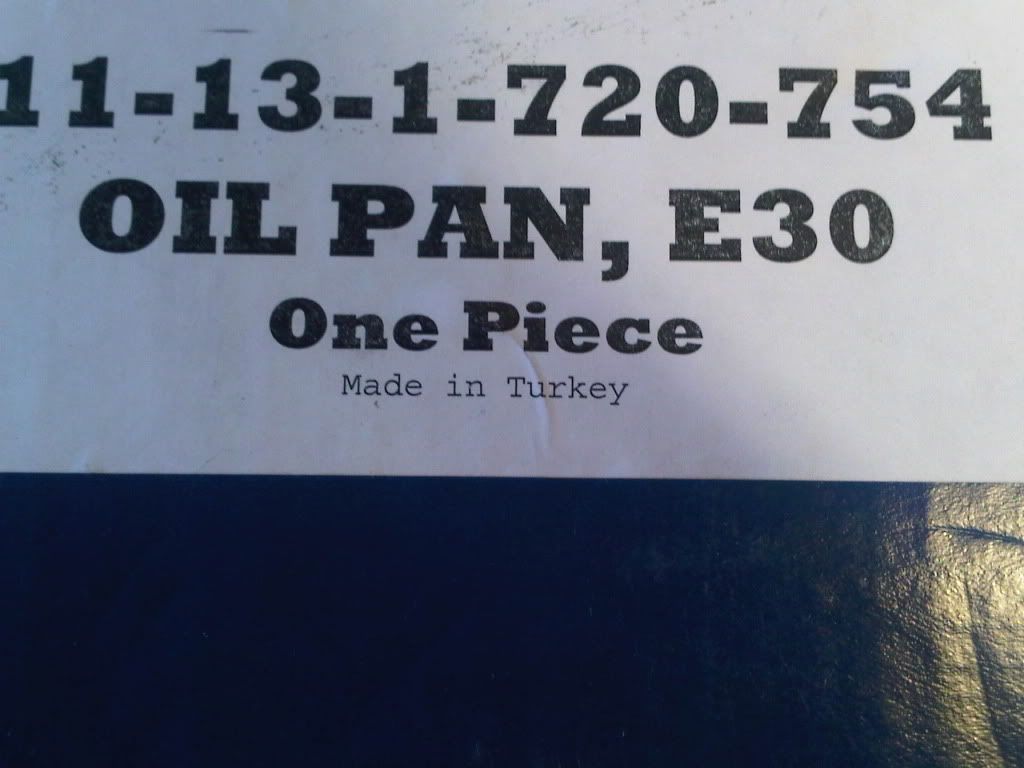 11-13-1-720-754
OIL PAN, E30
One Piece
Made in Turkey